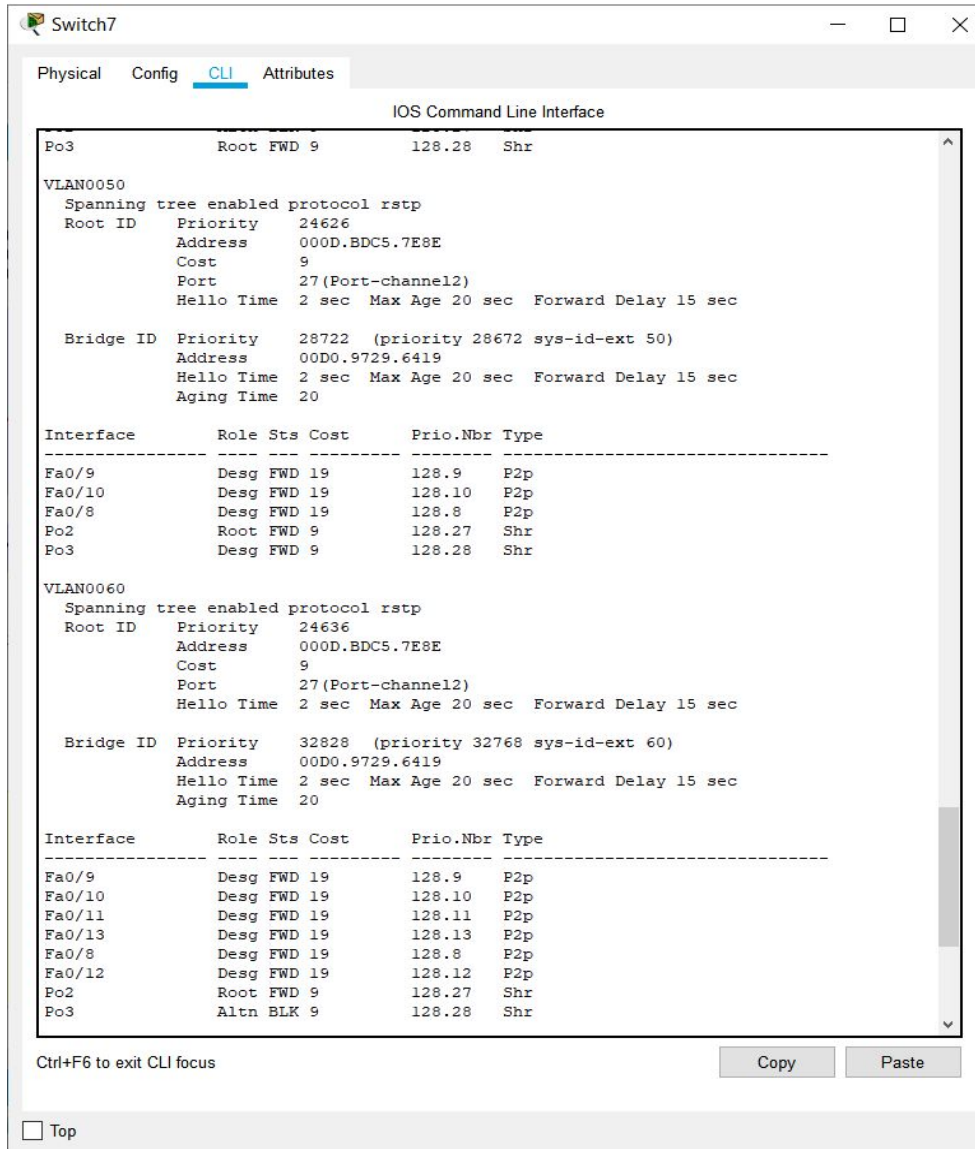 Switch7
Physical Config CLI Attributes
IOS Command Line Interface
Po3 Root FWD 9 128.28 Shr
VLAN0050
Spanning tree enabled protocol rstp
Root ID Priority 24626
Address 000D.BDC5.7E8E
Cost 9
Port 27(Port-channel2)
Hello Time 2 sec Max Age 20 sec Forward Delay 15 sec
Bridge ID Priority 28722 (priority 28672 sys-id-ext 50)
Address 00D0.9729.6419
Hello Time 2 sec Max Age 20 sec Forward Delay 15 sec
Aging Time 20
Interface Role Sts Cost Prio.Nbr Type
---------------- ---- --- --------- -------- --------------------------------
Fa0/9 Desg FWD 19 128.9 P2p
Fa0/10 Desg FWD 19 128.10 P2p
Fa0/8 Desg FWD 19 128.8 P2p
Po2 Root FWD 9 128.27 Shr
Po3 Desg FWD 9 128.28 Shr
VLAN0060
Spanning tree enabled protocol rstp
Root ID Priority 24636
Address 000D.BDC5.7E8E
Cost 9
Port 27(Port-channel2)
Hello Time 2 sec Max Age 20 sec Forward Delay 15 sec
Bridge ID Priority 32828 (priority 32768 sys-id-ext 60)
Address 00D0.9729.6419
Hello Time 2 sec Max Age 20 sec Forward Delay 15 sec
Aging Time 20
Interface Role Sts Cost Prio.Nbr Type
---------------- ---- --- --------- -------- --------------------------------
Fa0/9 Desg FWD 19 128.9 P2p
Fa0/10 Desg FWD 19 128.10 P2p
Fa0/11 Desg FWD 19 128.11 P2p
Fa0/13 Desg FWD 19 128.13 P2p
Fa0/8 Desg FWD 19 128.8 P2p
Fa0/12 Desg FWD 19 128.12 P2p
Po2 Root FWD 9 128.27 Shr
Po3 Altn BLK 9 128.28 Shr
Ctrl+F6 to exit CLI focus
Copy Paste
Top